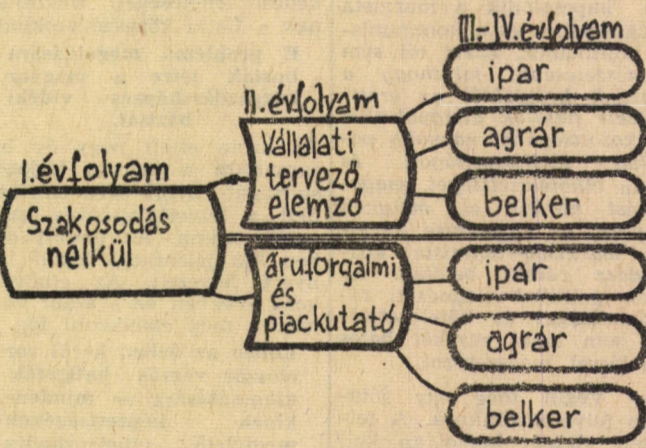 III.-IV. évfolyam
ipar
II. évfolyam
agrár
Vállalati
tervező
elemző
belker
I. évfolyam
Szakosodás
nélkül
áruforgalmi
és
piackutató
ipar
agrár
belker